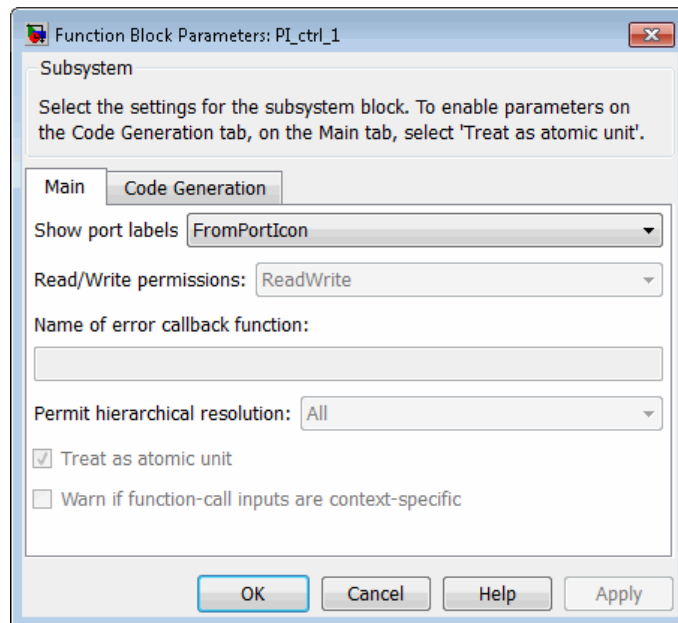 Function Block Parameters: PI_ctrl_1
Subsystem
Select the settings for the subsystem block. To enable parameters on
the Code Generation tab, on the Main tab, select 'Treat as atomic unit'.
Main Code Generation
Show port labels FromPortIcon
Read/Write permissions: ReadWrite
Name of error callback function:
Permit hierarchical resolution: All
Treat as atomic unit
Warn if function-call inputs are context-specific
OK Cancel Help Apply